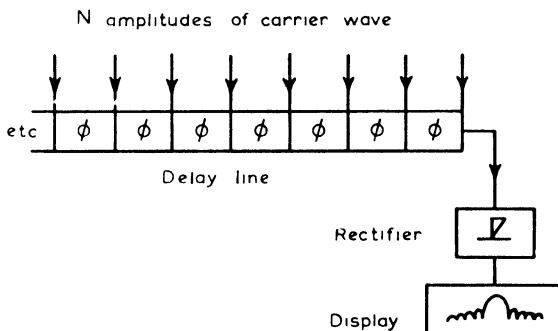 N amplitudes of carrier wave
etc ϕ ϕ ϕ ϕ ϕ ϕ ϕ
Delay line
Rectifier
Display